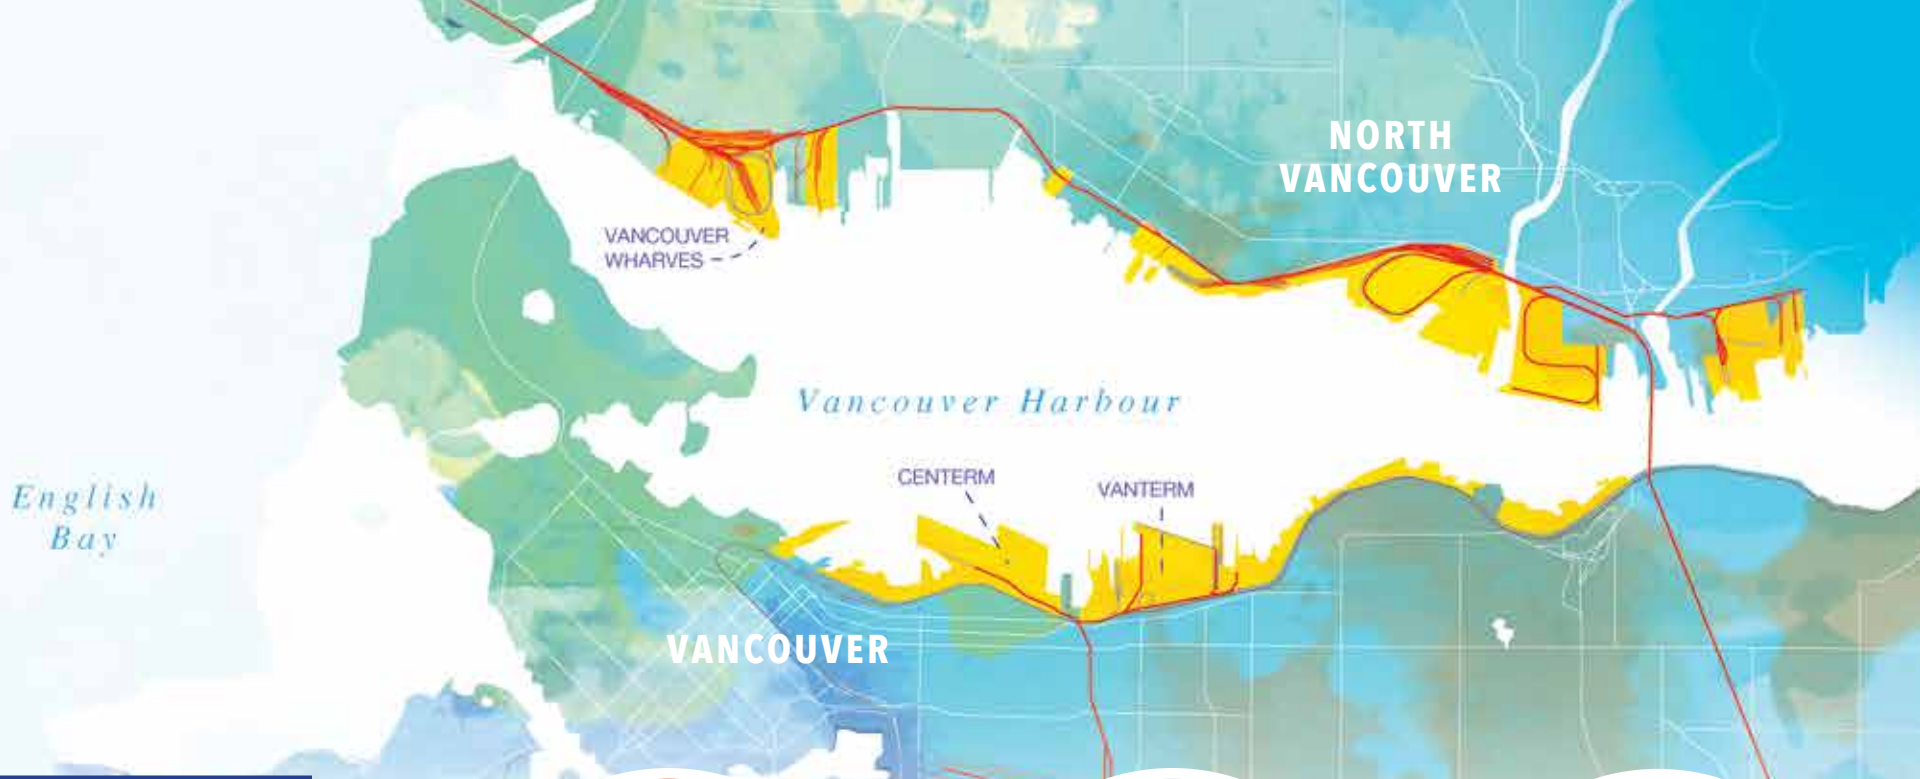 NORTH
VANCOUVER
VANCOUVER
WHARVES
Vancouver Harbour
CENTERM
VANTERM
English
Bay
VANCOUVER